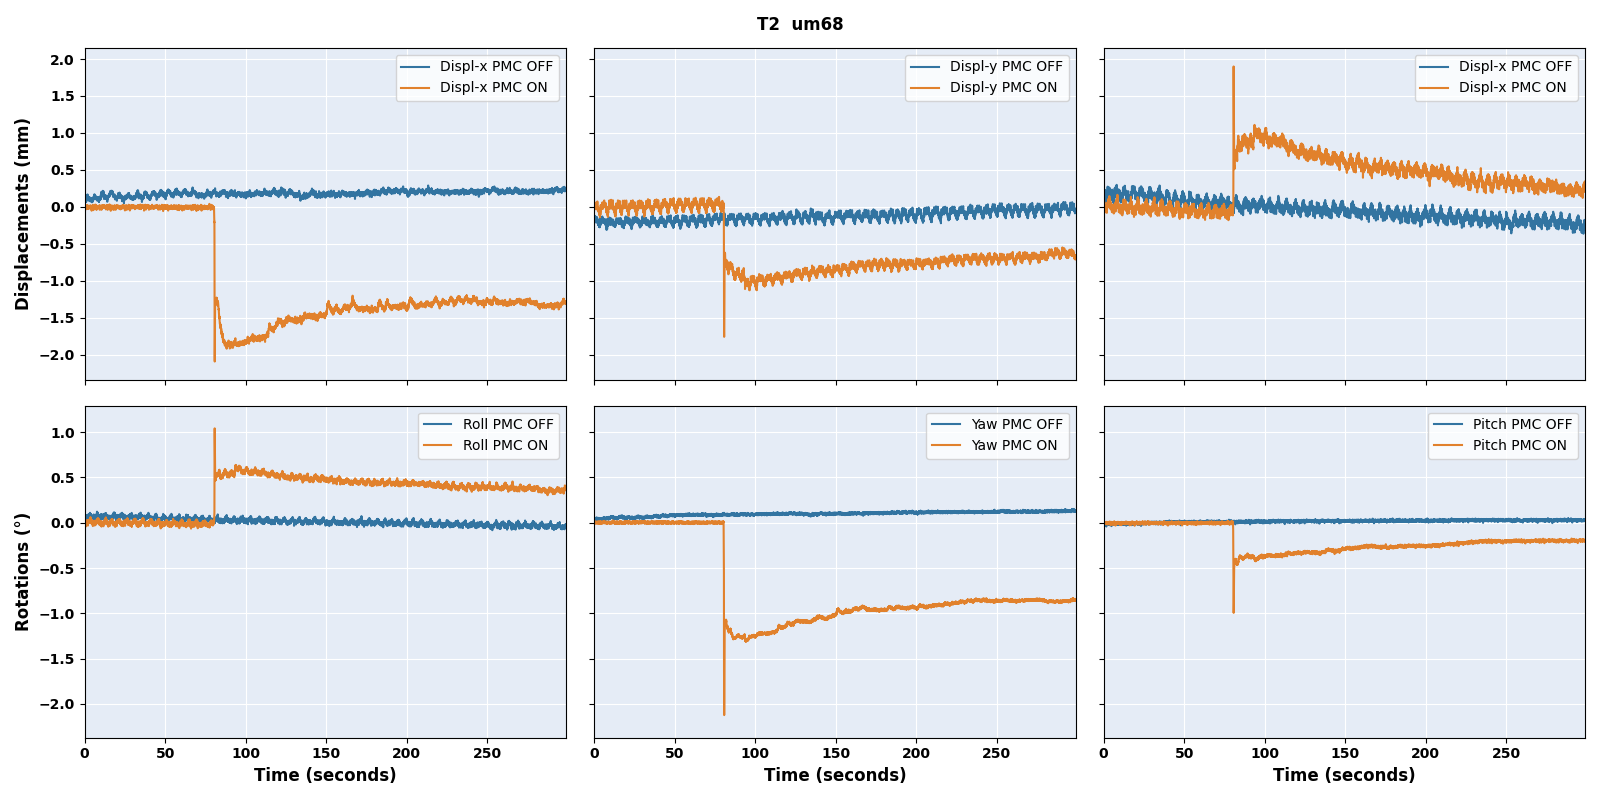 T2 um68
Displacements (mm)
2.0
1.5
1.0
0.5
0.0
−0.5
−1.0
−1.5
−2.0
Displ-x PMC OFF
Displ-x PMC ON
Displ-y PMC OFF
Displ-y PMC ON
Displ-x PMC OFF
Displ-x PMC ON
Rotations (°)
1.0
0.5
0.0
−0.5
−1.0
−1.5
−2.0
Roll PMC OFF
Roll PMC ON
Yaw PMC OFF
Yaw PMC ON
Pitch PMC OFF
Pitch PMC ON
0 50 100 150 200 250
0 50 100 150 200 250
0 50 100 150 200 250
Time (seconds)
Time (seconds)
Time (seconds)